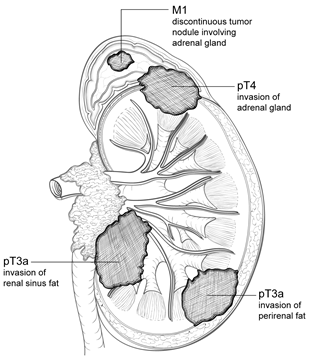 M1
discontinuous tumor
nodule involving
adrenal gland
pT4
invasion of
adrenal gland
pT3a
invasion of
renal sinus fat
pT3a
invasion of
perirenal fat